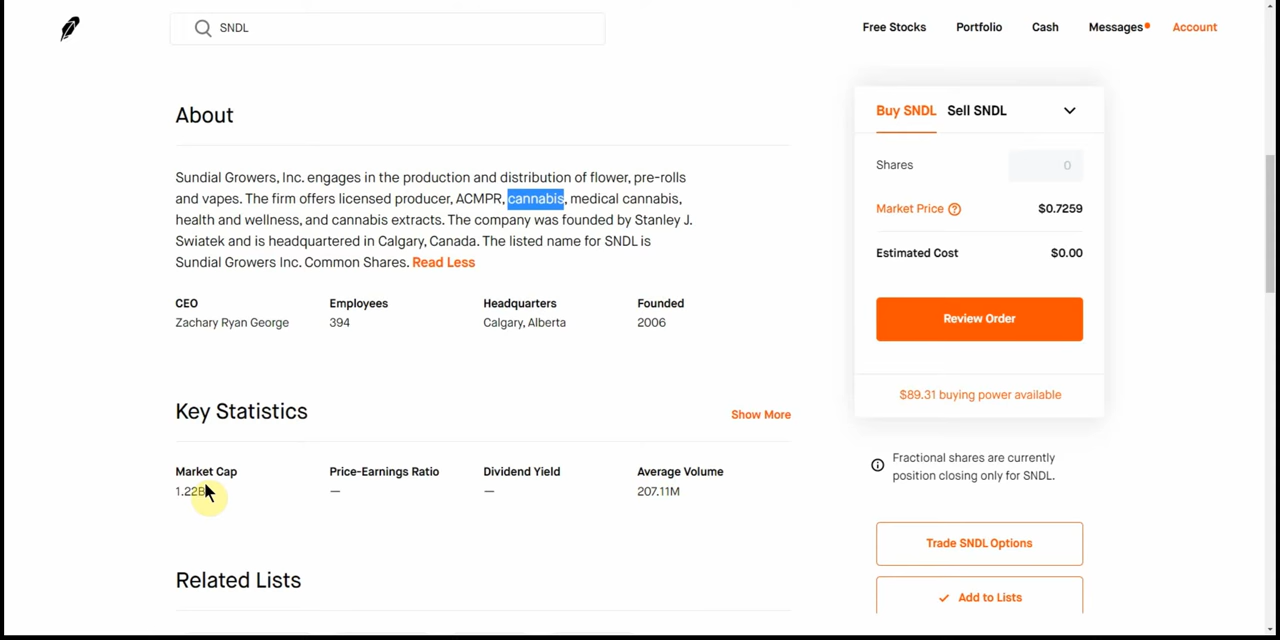 SNDL
Free Stocks Portfolio Cash Messages Account
About
Sundial Growers, Inc. engages in the production and distribution of flower, pre-rolls
and vapes. The firm offers licensed producer, ACMPR, cannabis, medical cannabis,
health and wellness, and cannabis extracts. The company was founded by Stanley J.
Swiatek and is headquartered in Calgary, Canada. The listed name for SNDL is
Sundial Growers Inc. Common Shares. Read Less
CEO Employees Headquarters Founded
Zachary Ryan George 394 Calgary, Alberta 2006
Key Statistics Show More
Market Cap Price-Earnings Ratio Dividend Yield Average Volume
1.22B — — 207.11M
Related Lists
Buy SNDL Sell SNDL
Shares 0
Market Price ? $0.7259
Estimated Cost $0.00
Review Order
$89.31 buying power available
Fractional shares are currently
position closing only for SNDL.
Trade SNDL Options
Add to Lists